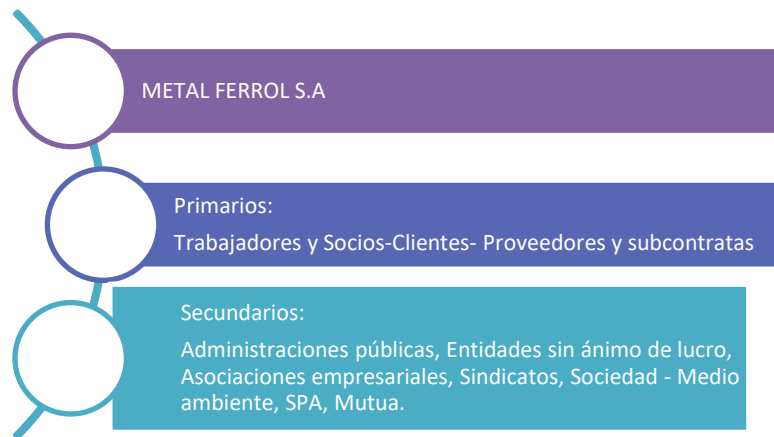 METAL FERROL S.A
Primarios:
Trabajadores y Socios-Clientes- Proveedores y subcontratas
Secundarios:
Administraciones públicas, Entidades sin ánimo de lucro,
Asociaciones empresariales, Sindicatos, Sociedad - Medio
ambiente, SPA, Mutua.